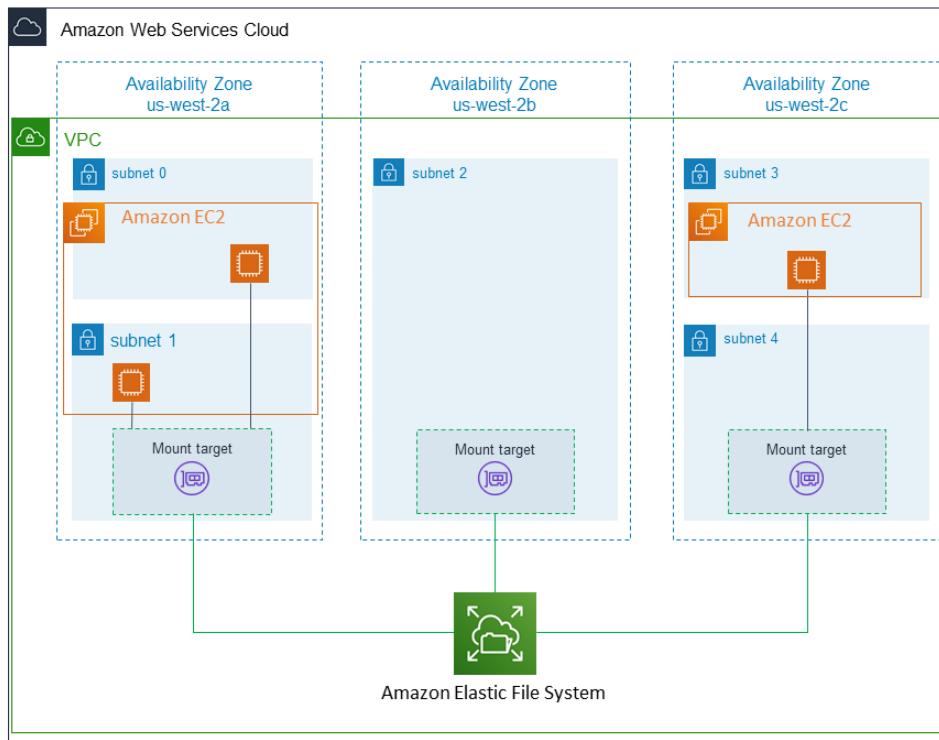 Amazon Web Services Cloud
Availability Zone
us-west-2a
Availability Zone
us-west-2b
Availability Zone
us-west-2c
VPC
subnet 0
subnet 2
subnet 3
Amazon EC2
Amazon EC2
subnet 1
subnet 4
Mount target
Mount target
Mount target
Amazon Elastic File System